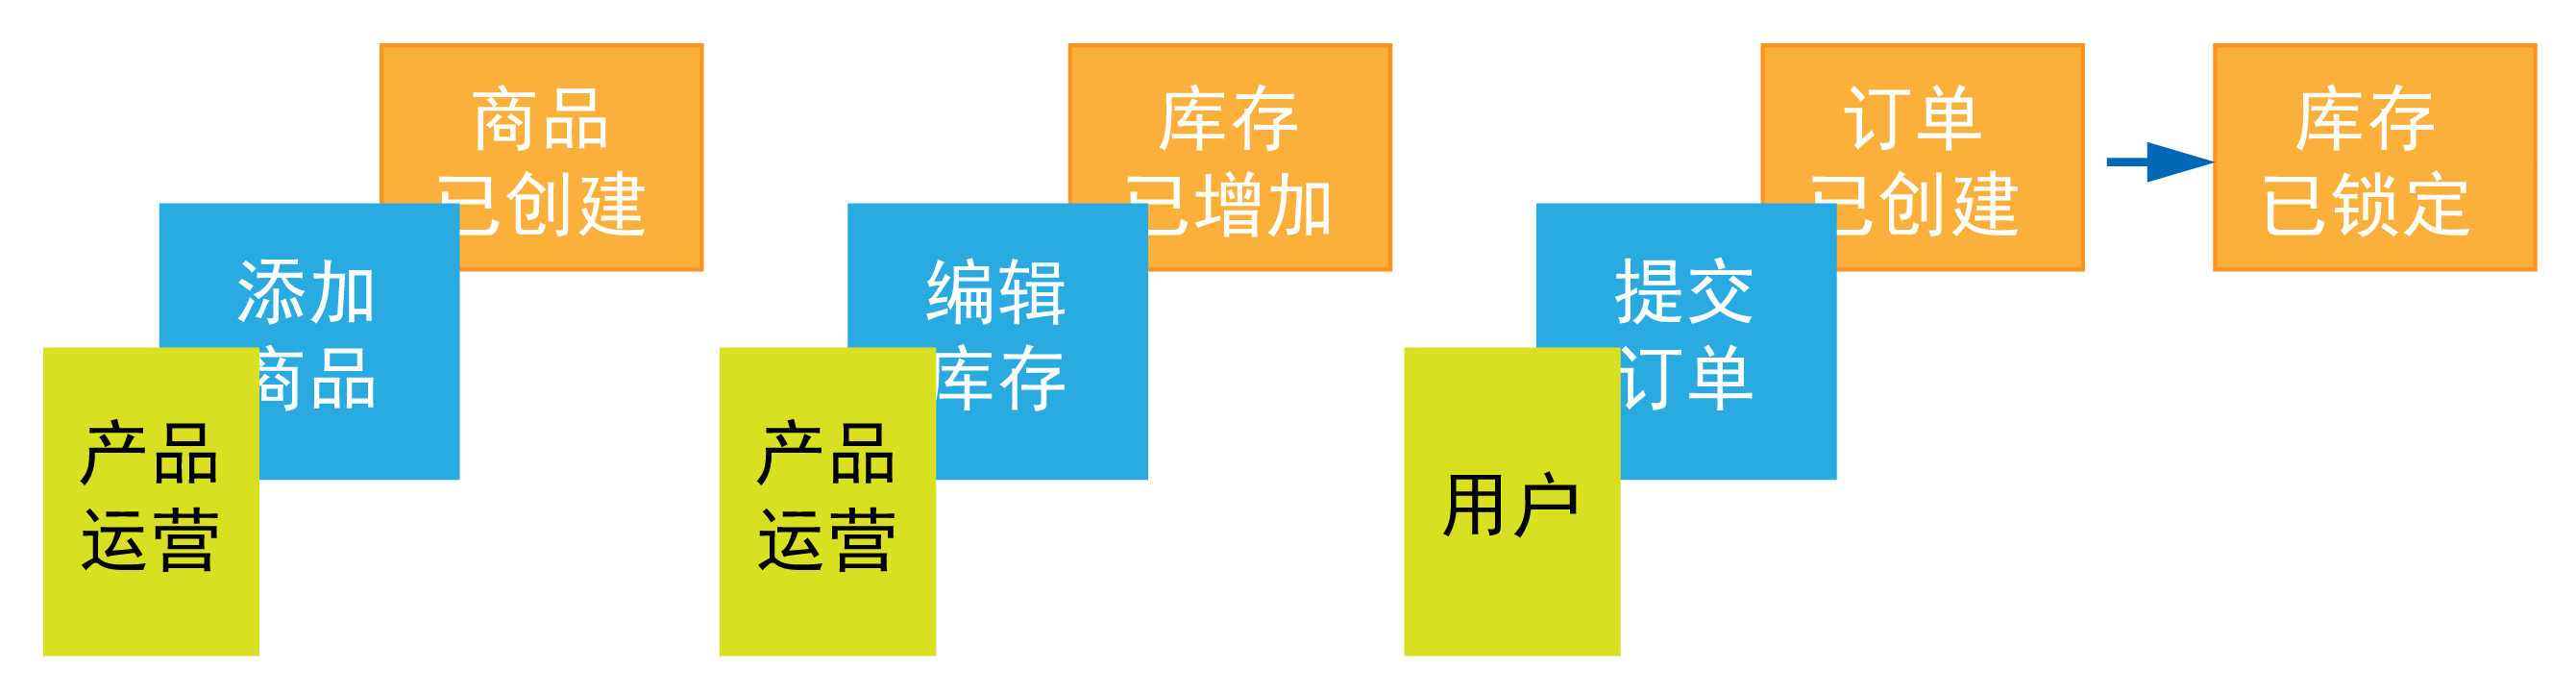 商品
已创建
添加
商品
产品
运营
库存
已增加
编辑
库存
产品
运营
订单
已创建
提交
订单
用户
库存
已锁定